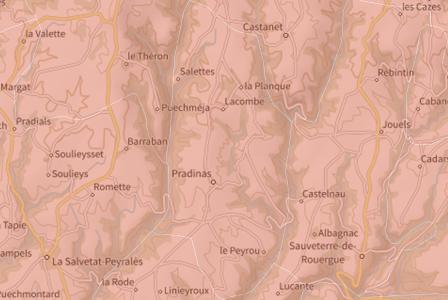 les Cazes
Castanet
la Valette
le Théron
Salettes
Rebintin
Margat
la Planque
Puechméja
Lacombe
Pradials
Jouels
Barraban
Soulieysset
Soulieys
Pradinas
Romette
Castelnau
Tapie
Albagnac
Sauveterre-de-
Rouergue
le Peyrou
La Salvetat-Peyralès
la Rode
Linieyroux
Lucante
Puechmontard